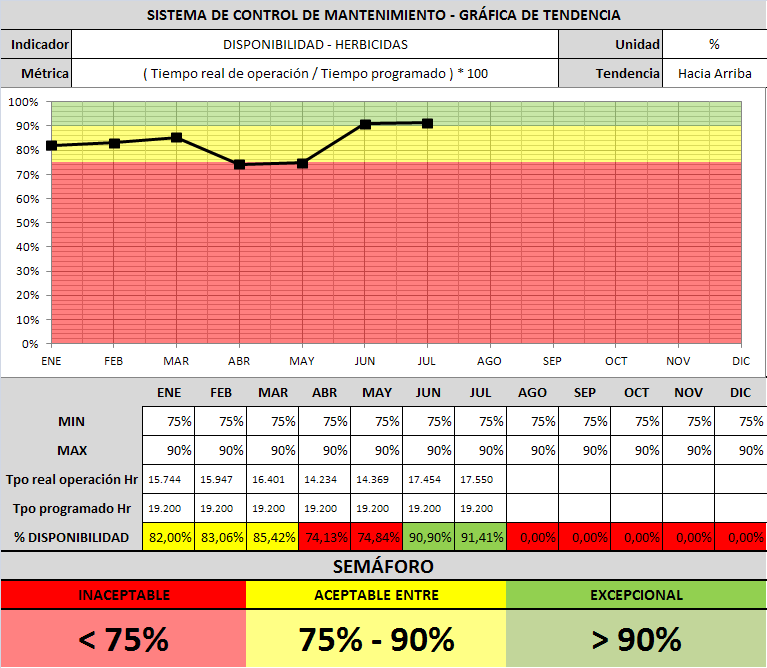 SISTEMA DE CONTROL DE MANTENIMIENTO - GRÁFICA DE TENDENCIA
Indicador DISPONIBILIDAD - HERBICIDAS Unidad %
Métrica ( Tiempo real de operación / Tiempo programado ) * 100 Tendencia Hacia Arriba
100%
90%
80%
70%
60%
50%
40%
30%
20%
10%
0%
ENE FEB MAR ABR MAY JUN JUL AGO SEP OCT NOV DIC
ENE FEB MAR ABR MAY JUN JUL AGO SEP OCT NOV DIC
MIN 75% 75% 75% 75% 75% 75% 75% 75% 75% 75% 75% 75%
MAX 90% 90% 90% 90% 90% 90% 90% 90% 90% 90% 90% 90%
Tpo real operación Hr 15.744 15.947 16.401 14.234 14.369 17.454 17.550
Tpo programado Hr 19.200 19.200 19.200 19.200 19.200 19.200 19.200
% DISPONIBILIDAD 82,00% 83,06% 85,42% 74,13% 74,84% 90,90% 91,41% 0,00% 0,00% 0,00% 0,00% 0,00%
SEMÁFORO
INACEPTABLE ACEPTABLE ENTRE EXCEPCIONAL
< 75% 75% - 90% > 90%